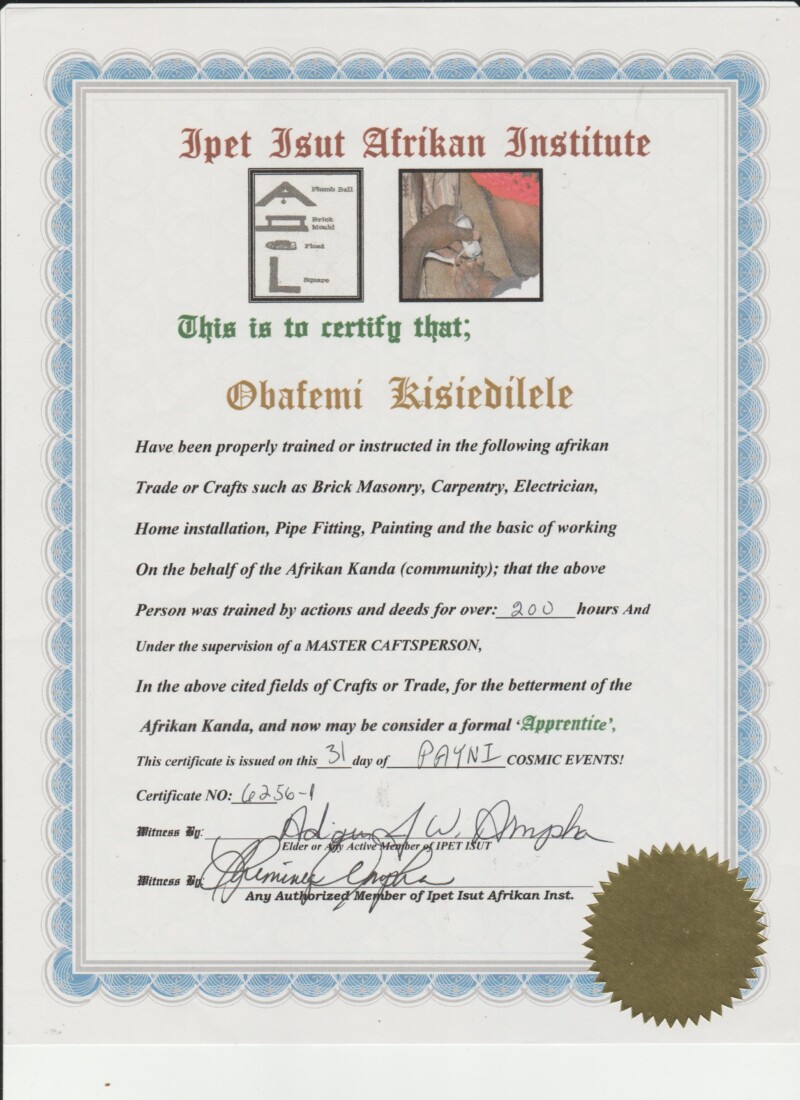 Ipet Isut Afrikan Institute
Plumb Ball
Brick
Mould
Float
Square
This is to certify that;
Obafemi Kisiedilele
Have been properly trained or instructed in the following afrikan
Trade or Crafts such as Brick Masonry, Carpentry, Electrician,
Home installation, Pipe Fitting, Painting and the basic of working
On the behalf of the Afrikan Kanda (community); that the above
Person was trained by actions and deeds for over: 200 hours And
Under the supervision of a MASTER CAFTSPERSON,
In the above cited fields of Crafts or Trade, for the betterment of the
Afrikan Kanda, and now may be consider a formal ‘Apprentice’,
This certificate is issued on this 31 day of PAYNI COSMIC EVENTS!
Certificate NO: 6256-1
Witness By: W.
Elder or Any Active Member of IPET ISUT
Witness By
Any Authorized Member of Ipet Isut Afrikan Inst.